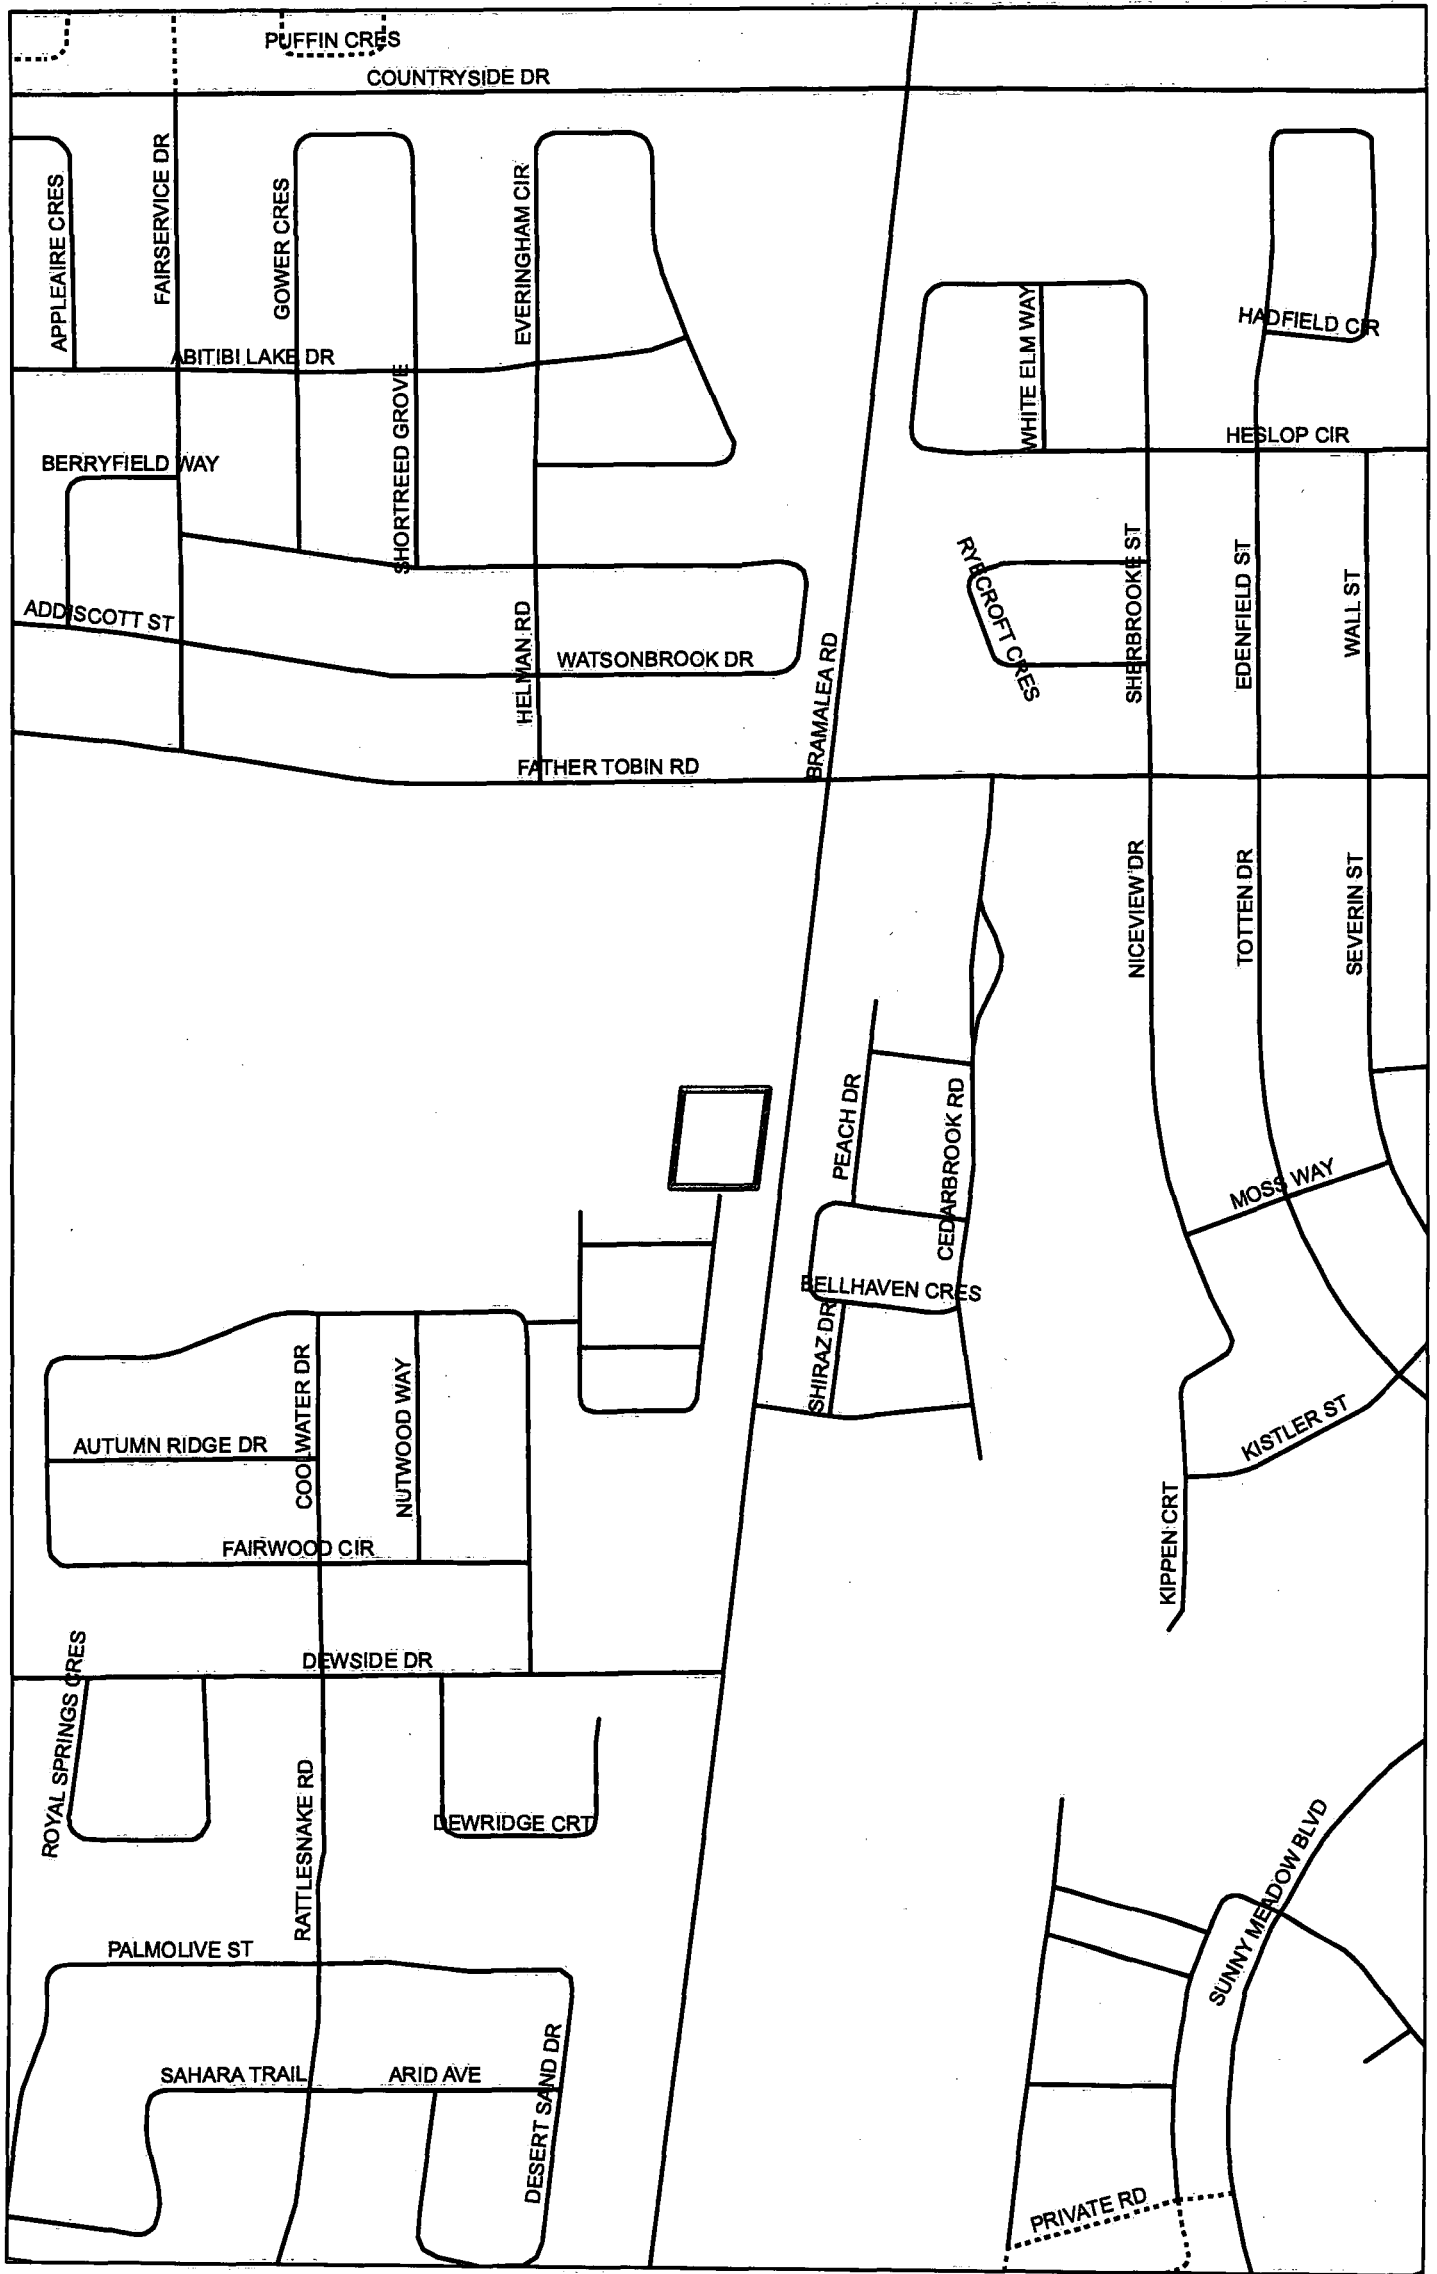 PUFFIN CRES
COUNTRYSIDE DR
APPLEAIRE CRES
FAIRSERVICE DR
GOWER CRES
EVERINGHAM CIR
WHITE ELM WAY
HADFIELD CIR
ABITIBI LAKE DR
SHORTREED GROVE
HESLOP CIR
BERRYFIELD WAY
RYECROFT CRES
SHERBROOKE ST
EDENFIELD ST
WALL ST
ADDISCOTT ST
HELMAN RD
WATSONBROOK DR
BRAMALEA RD
FATHER TOBIN RD
NICEVIEW DR
TOTTEN DR
SEVERIN ST
PEACH DR
CEDARBROOK RD
MOSS WAY
BELLHAVEN CRES
SHIRAZ DR
COOLWATER DR
NUTWOOD WAY
AUTUMN RIDGE DR
KISTLER ST
FAIRWOOD CIR
KIPPEN CRT
DEWSIDE DR
ROYAL SPRINGS CRES
RATTLESNAKE RD
DEWRIDGE CRT
SUNNY MEADOW BLVD
PALMOLIVE ST
SAHARA TRAIL
ARID AVE
DESERT SAND DR
PRIVATE RD